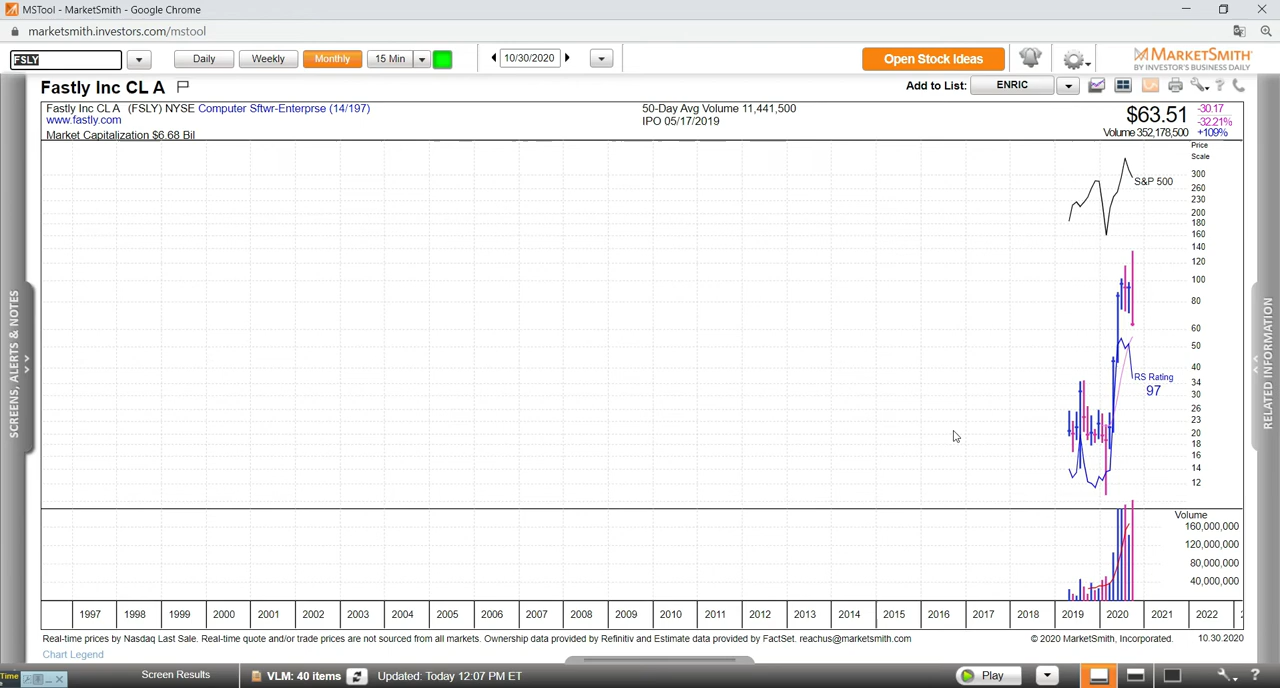 MSTool - MarketSmith - Google Chrome
marketsmith.investors.com/mstool
FSLY Daily Weekly Monthly 15 Min 10/30/2020 Open Stock Ideas MARKETSMITH
BY INVESTOR'S BUSINESS DAILY
Fastly Inc CL A Add to List: ENRIC
Fastly Inc CL A (FSLY) NYSE Computer Sftwr-Enterprse (14/197) 50-Day Avg Volume 11,441,500 $63.51 -30.17
www.fastly.com IPO 05/17/2019 -32.21%
Market Capitalization $6.68 Bil Volume 352,178,500 +109%
Price
Scale
300
S&P 500
260
230
200
180
160
140
120
100
80
60
50
40
RS Rating
34
97
30
26
23
20
18
16
14
12
Volume
160,000,000
120,000,000
80,000,000
40,000,000
1997 1998 1999 2000 2001 2002 2003 2004 2005 2006 2007 2008 2009 2010 2011 2012 2013 2014 2015 2016 2017 2018 2019 2020 2021 2022
Real-time prices by Nasdaq Last Sale. Real-time quote and/or trade prices are not sourced from all markets. Ownership data provided by Refinitiv and Estimate data provided by FactSet. reachus@marketsmith.com © 2020 MarketSmith, Incorporated. 10.30.2020
Chart Legend
Time Screen Results VLM: 40 items Updated: Today 12:07 PM ET Play
SCREENS, ALERTS & NOTES
RELATED INFORMATION